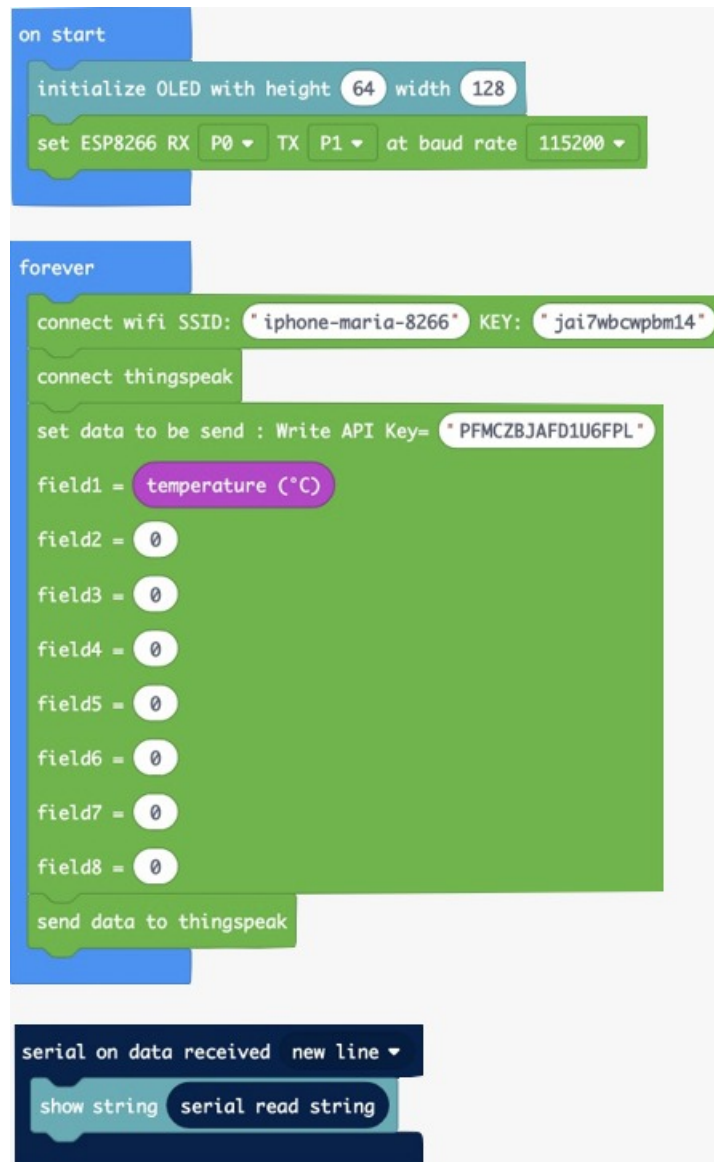 on start
initialize OLED with height 64 width 128
set ESP8266 RX P0 TX P1 at baud rate 115200
forever
connect wifi SSID: "iphone-maria-8266" KEY: "jai7wbcwpbm14"
connect thingspeak
set data to be send : Write API Key= "PFMCZBJAFD1U6FPL"
field1 = temperature (°C)
field2 = 0
field3 = 0
field4 = 0
field5 = 0
field6 = 0
field7 = 0
field8 = 0
send data to thingspeak
serial on data received new line
show string serial read string